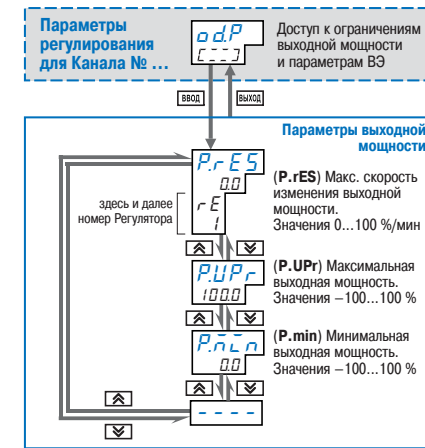 Параметры
регулирования
для Канала № …
od.P
[---]
Доступ к ограничениям
выходной мощности
и параметрам ВЭ
ВВОД
ВЫХОД
Параметры выходной
мощности
P.rES
0.0
rE
1
здесь и далее
номер Регулятора
(P.rES) Макс. скорость
изменения выходной
мощности.
Значения 0...100 %/мин
P.UPr
100.0
(P.UPr) Максимальная
выходная мощность.
Значения –100...100 %
P.min
0.0
(P.min) Минимальная
выходная мощность.
Значения –100...100 %
- - - -